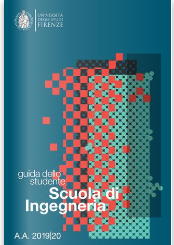 UNIVERSITÀ
DEGLI STUDI
FIRENZE
guida dello
studente
Scuola di
Ingegneria
A.A. 2019|20